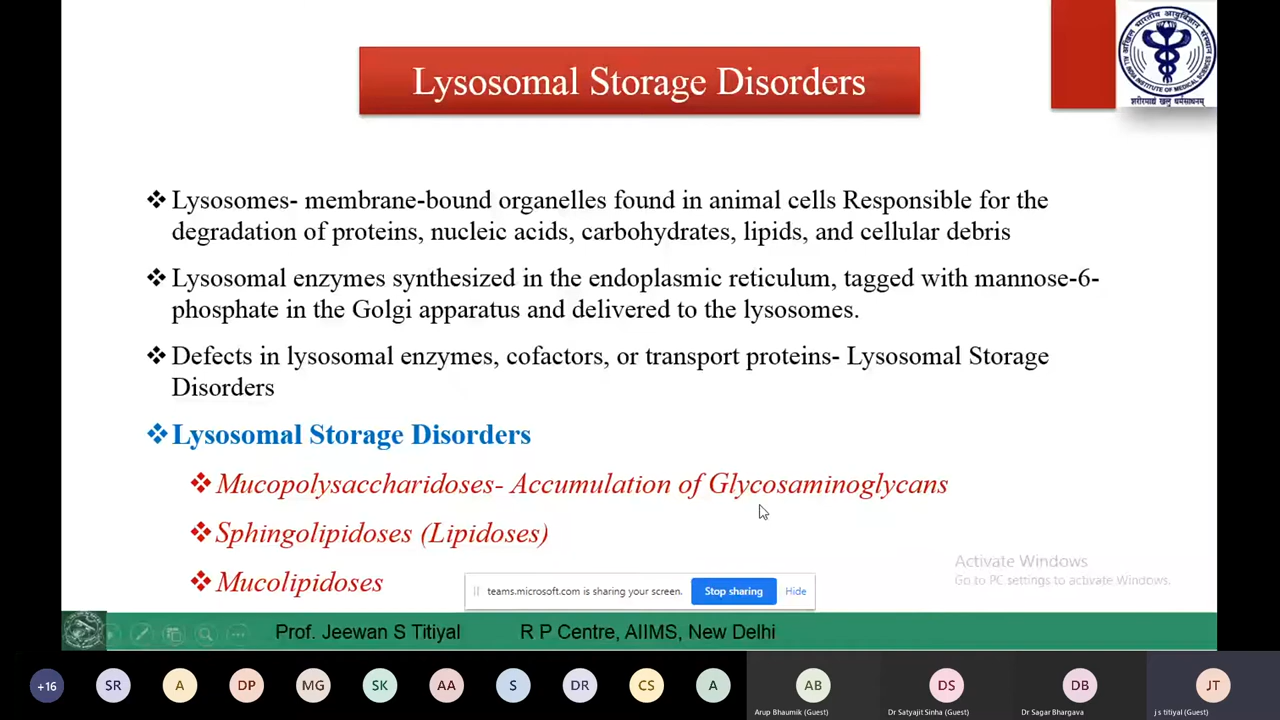 Lysosomal Storage Disorders
Lysosomes- membrane-bound organelles found in animal cells Responsible for the
degradation of proteins, nucleic acids, carbohydrates, lipids, and cellular debris
Lysosomal enzymes synthesized in the endoplasmic reticulum, tagged with mannose-6-
phosphate in the Golgi apparatus and delivered to the lysosomes.
Defects in lysosomal enzymes, cofactors, or transport proteins- Lysosomal Storage
Disorders
Lysosomal Storage Disorders
Mucopolysaccharidoses- Accumulation of Glycosaminoglycans
Sphingolipidoses (Lipidoses)
Mucolipidoses
Activate Windows
Go to PC settings to activate Windows.
teams.microsoft.com is sharing your screen. Stop sharing Hide
Prof. Jeewan S Titiyal R P Centre, AIIMS, New Delhi
+16 SR A DP MG SK AA S DR CS A AB DS DB JT
Arup Bhaumik (Guest) Dr Satyajit Sinha (Guest) Dr Sagar Bhargava j s titiyal (Guest)
शरीरमाद्यं खलु धर्मसाधनम्